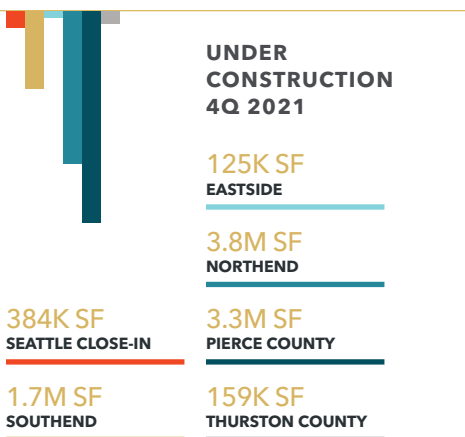 UNDER
CONSTRUCTION
4Q 2021
125K SF
EASTSIDE
3.8M SF
NORTHEND
384K SF
SEATTLE CLOSE-IN
3.3M SF
PIERCE COUNTY
1.7M SF
SOUTHEND
159K SF
THURSTON COUNTY